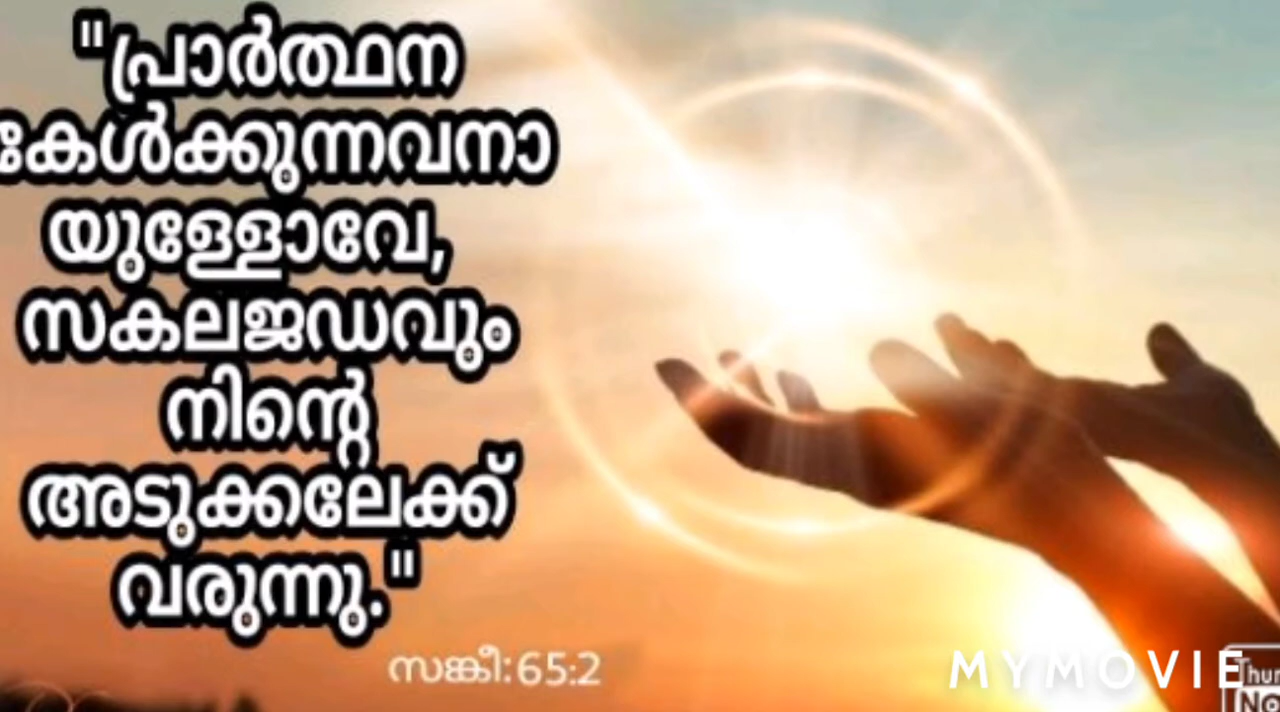 "പ്രാർത്ഥന
കേൾക്കുന്നവനാ
യുള്ളോവേ,
സകലജഡവും
നിന്റെ
അടുക്കലേക്ക്
വരുന്നു."
സങ്കീ:65:2
MYMOVIE